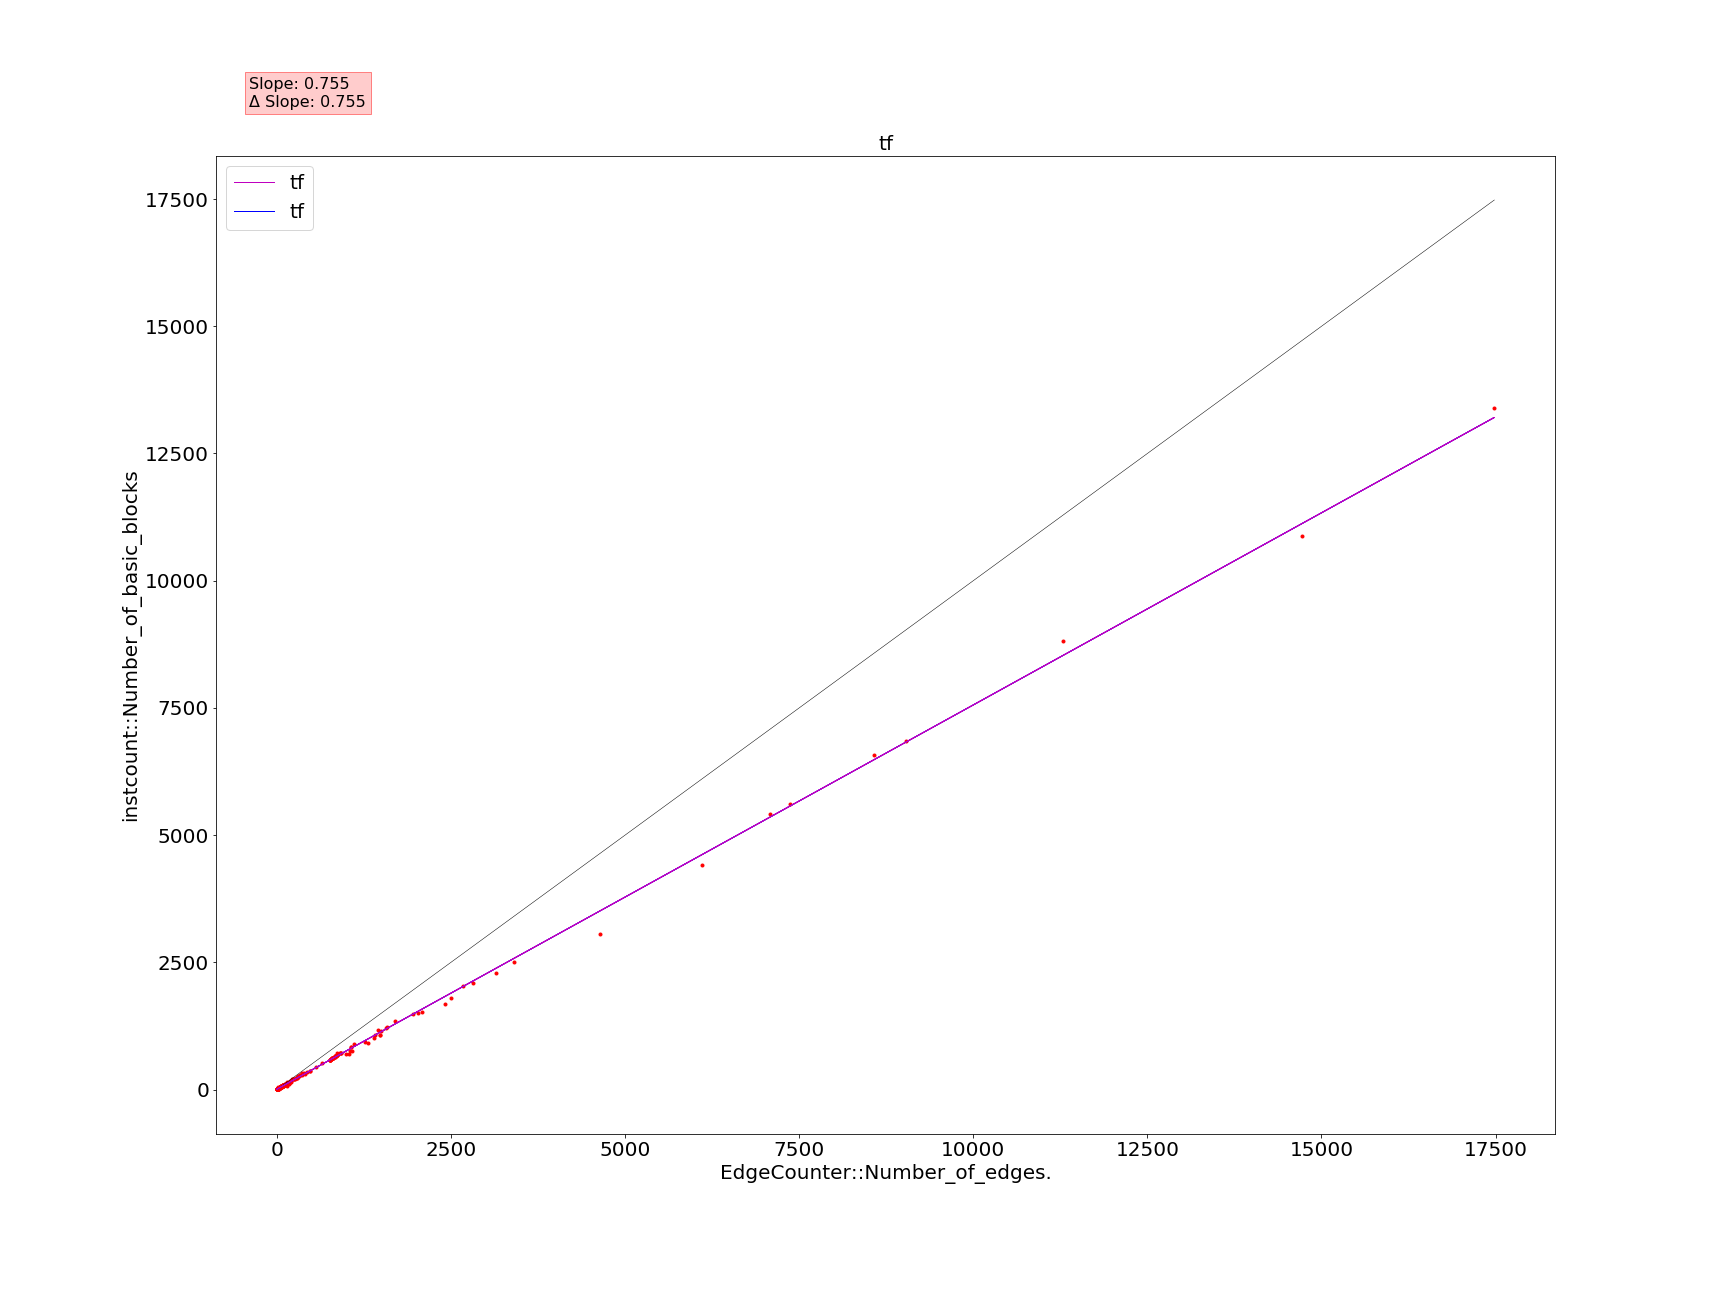 Slope: 0.755
Δ Slope: 0.755
tf
tf
tf
17500
15000
12500
10000
7500
5000
2500
0
instcount::Number_of_basic_blocks
0 2500 5000 7500 10000 12500 15000 17500
EdgeCounter::Number_of_edges.